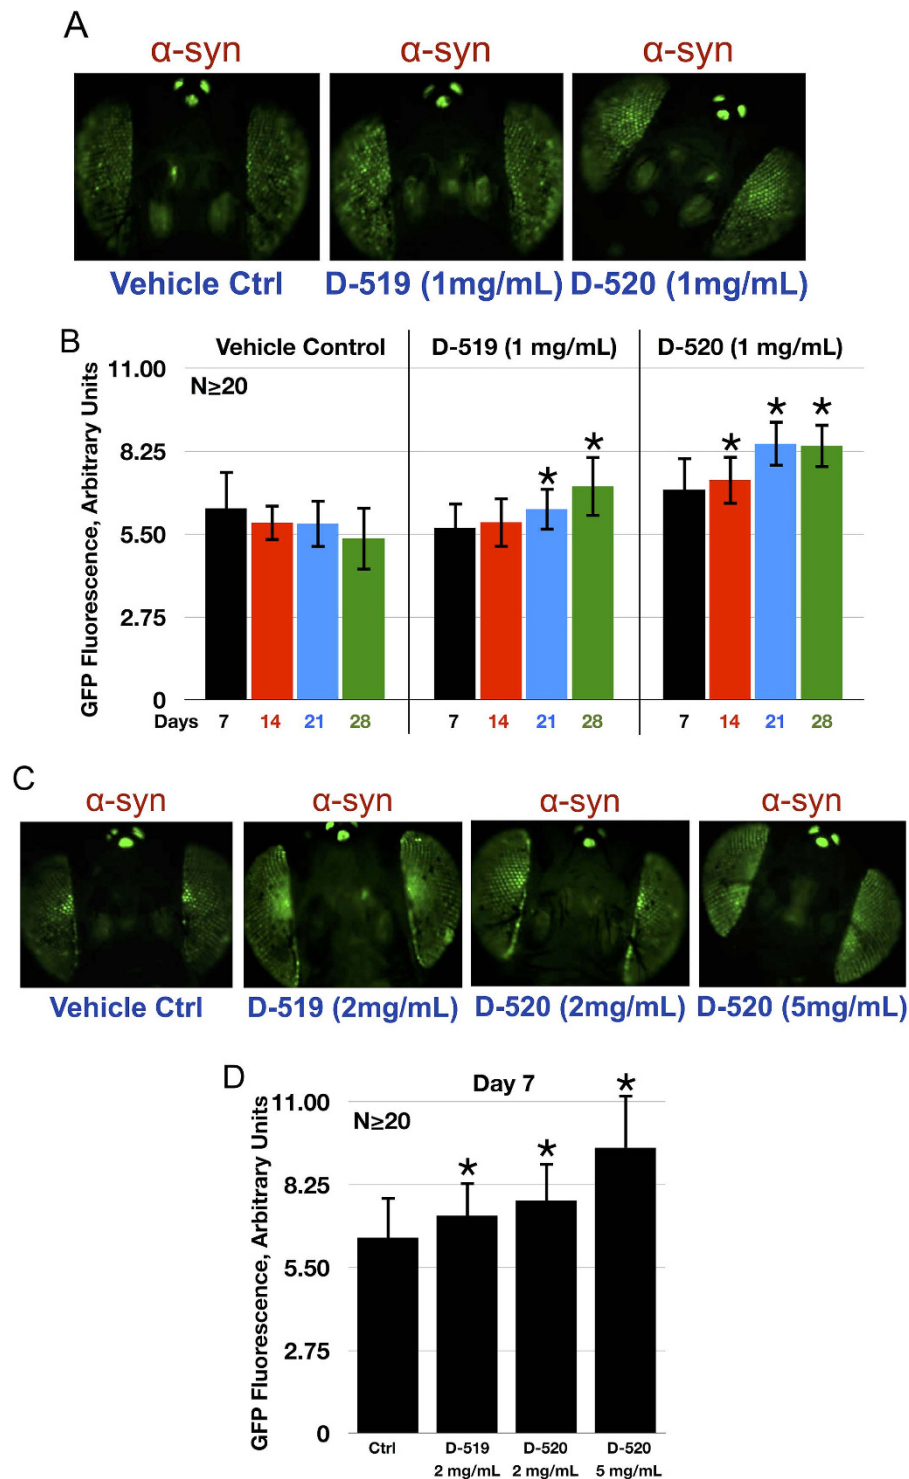 A
α-syn α-syn α-syn
Vehicle Ctrl D-519 (1mg/mL) D-520 (1mg/mL)
B
Vehicle Control D-519 (1 mg/mL) D-520 (1 mg/mL)
GFP Fluorescence, Arbitrary Units
11.00
N≥20
* * * * *
8.25
5.50
2.75
0
Days 7 14 21 28 7 14 21 28 7 14 21 28
C
α-syn α-syn α-syn α-syn
Vehicle Ctrl D-519 (2mg/mL) D-520 (2mg/mL) D-520 (5mg/mL)
D
Day 7
GFP Fluorescence, Arbitrary Units
11.00
N≥20
* * *
8.25
5.50
2.75
0
Ctrl D-519 D-520 D-520
2 mg/mL 2 mg/mL 5 mg/mL